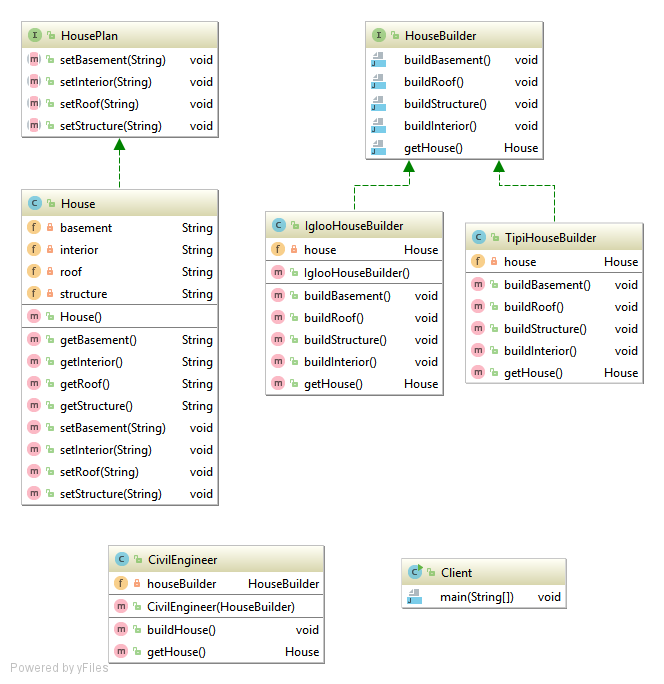 HousePlan
setBasement(String) void
setInterior(String) void
setRoof(String) void
setStructure(String) void
HouseBuilder
buildBasement() void
buildRoof() void
buildStructure() void
buildInterior() void
getHouse() House
House
basement String
interior String
roof String
structure String
House()
getBasement() String
getInterior() String
getRoof() String
getStructure() String
setBasement(String) void
setInterior(String) void
setRoof(String) void
setStructure(String) void
IglooHouseBuilder
house House
IglooHouseBuilder()
buildBasement() void
buildRoof() void
buildStructure() void
buildInterior() void
getHouse() House
TipiHouseBuilder
house House
buildBasement() void
buildRoof() void
buildStructure() void
buildInterior() void
getHouse() House
CivilEngineer
houseBuilder HouseBuilder
CivilEngineer(HouseBuilder)
buildHouse() void
getHouse() House
Client
main(String[]) void
Powered by yFiles